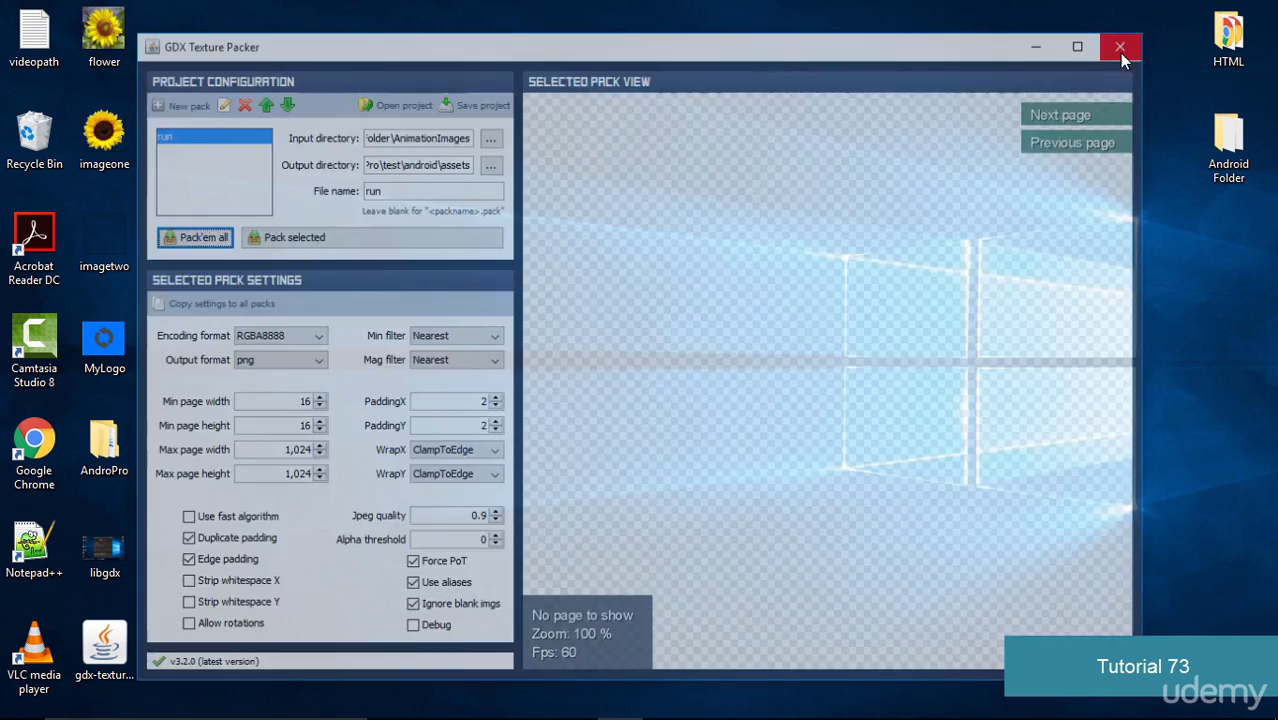 videopath
flower
Recycle Bin
imageone
Acrobat
Reader DC
imagetwo
Camtasia
Studio 8
MyLogo
Google
Chrome
AndroPro
Notepad++
libgdx
VLC media
player
gdx-textur...
GDX Texture Packer
PROJECT CONFIGURATION
New pack
Open project
Save project
run
Input directory: older\AnimationImages ...
Output directory: ro\test\android\assets ...
File name: run
Leave blank for "<packname>.pack"
Pack'em all
Pack selected
SELECTED PACK SETTINGS
Copy settings to all packs
Encoding format RGBA8888
Min filter Nearest
Output format png
Mag filter Nearest
Min page width 16
PaddingX 2
Min page height 16
PaddingY 2
Max page width 1,024
WrapX ClampToEdge
Max page height 1,024
WrapY ClampToEdge
Use fast algorithm
Jpeg quality 0.9
Duplicate padding
Alpha threshold 0
Edge padding
Force PoT
Strip whitespace X
Use aliases
Strip whitespace Y
Ignore blank imgs
Allow rotations
Debug
v3.2.0 (latest version)
SELECTED PACK VIEW
Next page
Previous page
No page to show
Zoom: 100 %
Fps: 60
HTML
Android
Folder
Tutorial 73
udemy